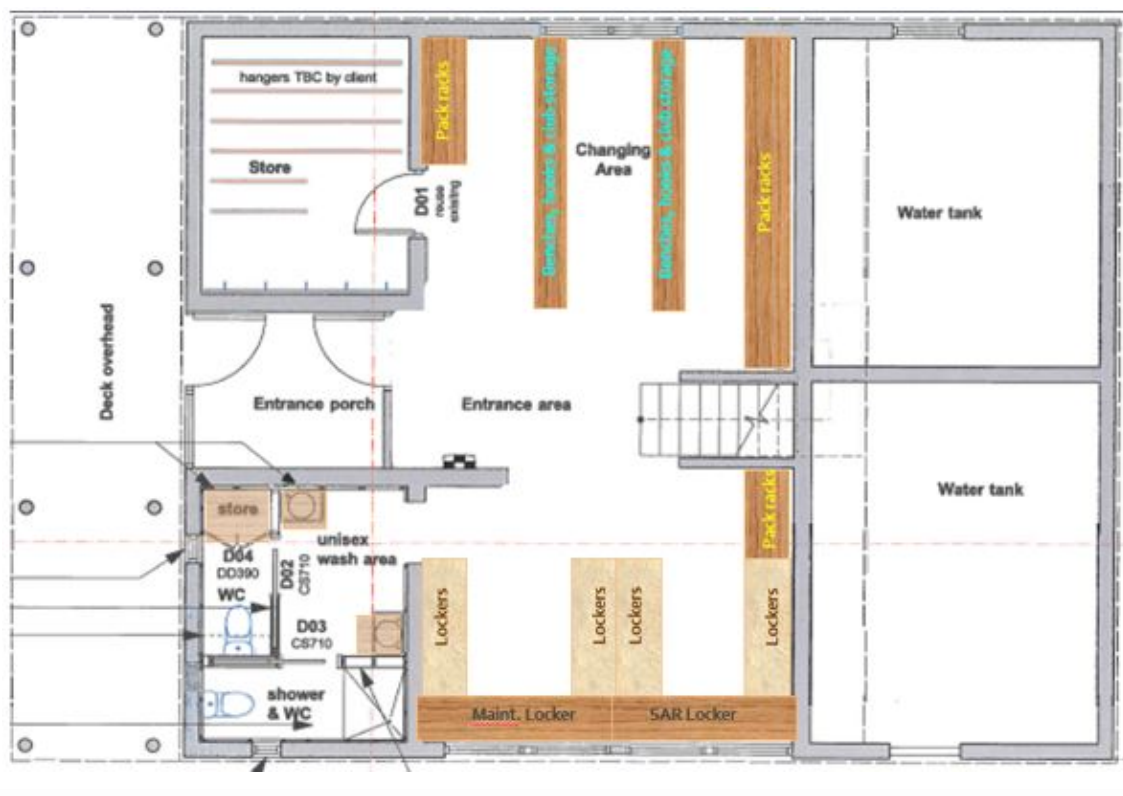 hangers TBC by client
Store
Pack racks
D01
reuse
existing
Benches, hooks & club storage
Changing
Area
Benches, hooks & club storage
Pack racks
Water tank
Deck overhead
Entrance porch
Entrance area
store
unisex
wash area
D04
DD390
WC
D02
CS710
D03
CS710
shower
& WC
Pack racks
Water tank
Lockers
Lockers
Lockers
Lockers
Maint. Locker
SAR Locker